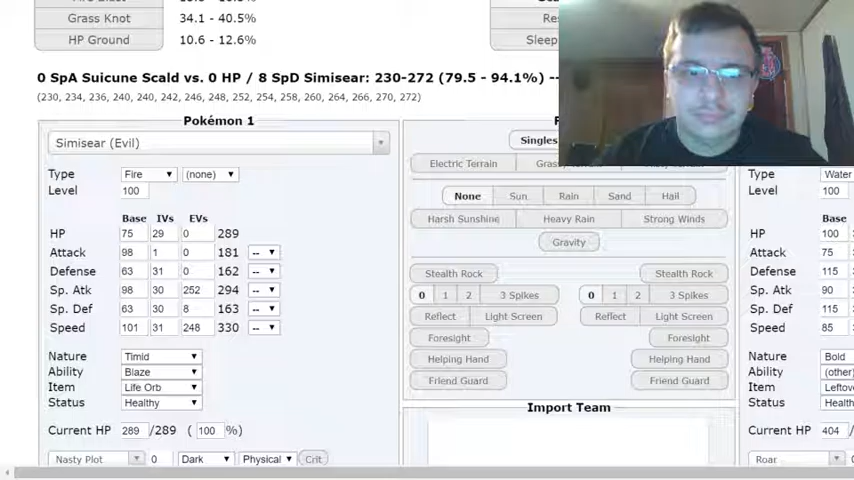 Grass Knot 34.1 - 40.5%
HP Ground 10.6 - 12.6%
Sleep
0 SpA Suicune Scald vs. 0 HP / 8 SpD Simisear: 230-272 (79.5 - 94.1%) --
(230, 234, 236, 240, 240, 242, 246, 248, 252, 254, 258, 260, 264, 266, 270, 272)
Pokémon 1
Simisear (Evil)
Singles
Electric Terrain
Type Fire (none)
Type Water
Level 100
Level 100
None Sun Rain Sand Hail
Harsh Sunshine Heavy Rain Strong Winds
Gravity
Base IVs EVs
Base
HP 75 29 0 289
HP 100
Attack 98 1 0 181 --
Attack 75
Defense 63 31 0 162 --
Defense 115
Sp. Atk 98 30 252 294 --
Sp. Atk 90
Sp. Def 63 30 8 163 --
Sp. Def 115
Speed 101 31 248 330 --
Speed 85
Stealth Rock Stealth Rock
0 1 2 3 Spikes 0 1 2 3 Spikes
Reflect Light Screen Reflect Light Screen
Foresight Foresight
Helping Hand Helping Hand
Friend Guard Friend Guard
Nature Timid
Nature Bold
Ability Blaze
Ability (other)
Item Life Orb
Item Leftov
Status Healthy
Status Health
Import Team
Current HP 289 /289 ( 100 %)
Current HP 404
Nasty Plot 0 Dark Physical Crit
Roar